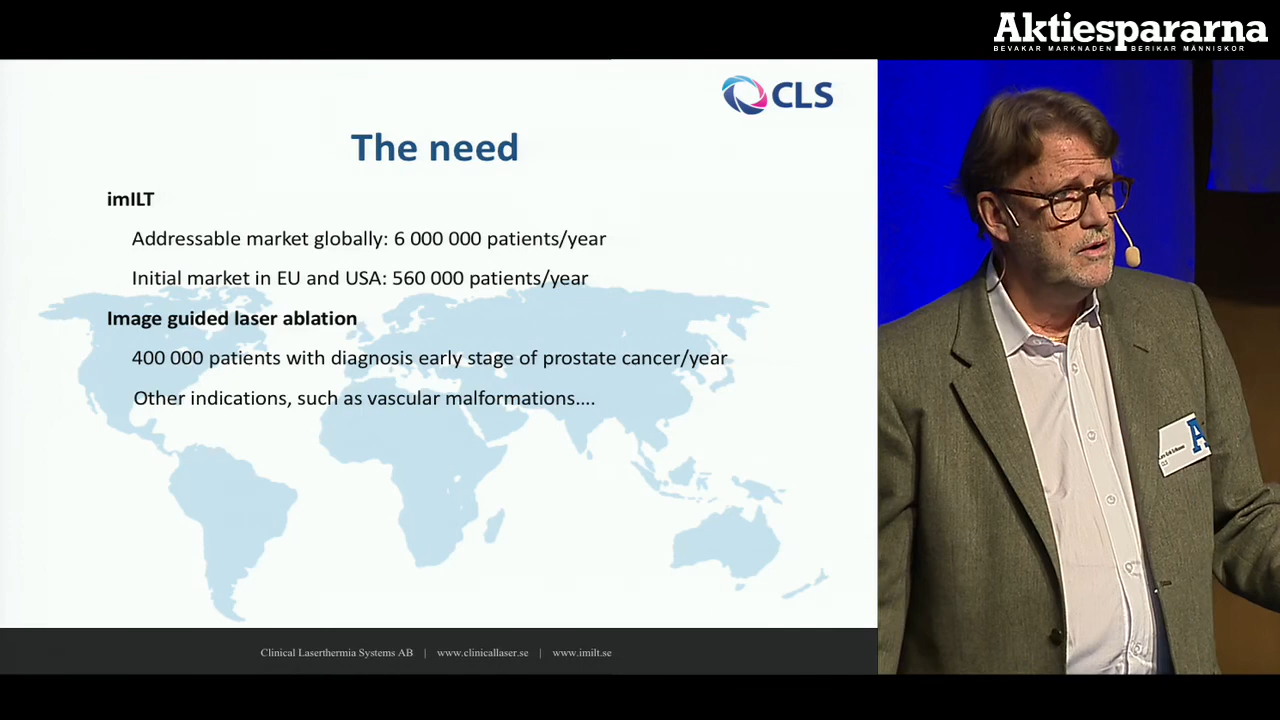 Aktiespararna
BEVAKAR MARKNADEN BERIKAR MÄNNISKOR
CLS
The need
imILT
Addressable market globally: 6 000 000 patients/year
Initial market in EU and USA: 560 000 patients/year
Image guided laser ablation
400 000 patients with diagnosis early stage of prostate cancer/year
Other indications, such as vascular malformations....
Clinical Laserthermia Systems AB | www.clinicallaser.se | www.imilt.se
A
CLS